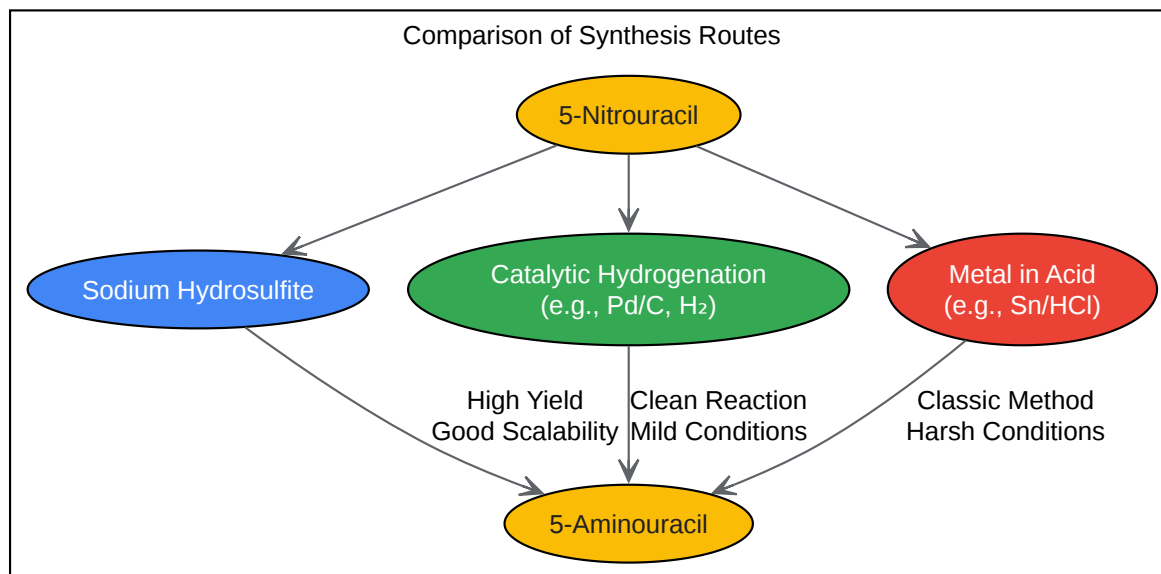 Comparison of Synthesis Routes
5-Nitrouracil
Sodium Hydrosulfite
Catalytic Hydrogenation
(e.g., Pd/C, H₂)
Metal in Acid
(e.g., Sn/HCl)
High Yield
Good Scalability
Clean Reaction
Mild Conditions
Classic Method
Harsh Conditions
5-Aminouracil